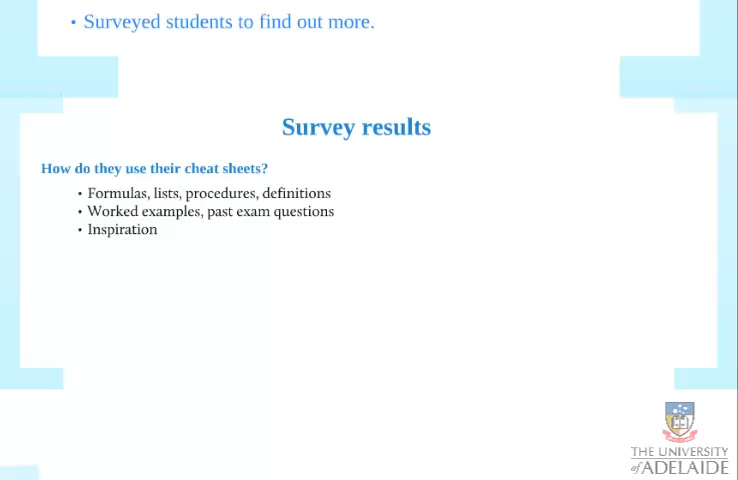 • Surveyed students to find out more.
Survey results
How do they use their cheat sheets?
• Formulas, lists, procedures, definitions
• Worked examples, past exam questions
• Inspiration
THE UNIVERSITY
of ADELAIDE